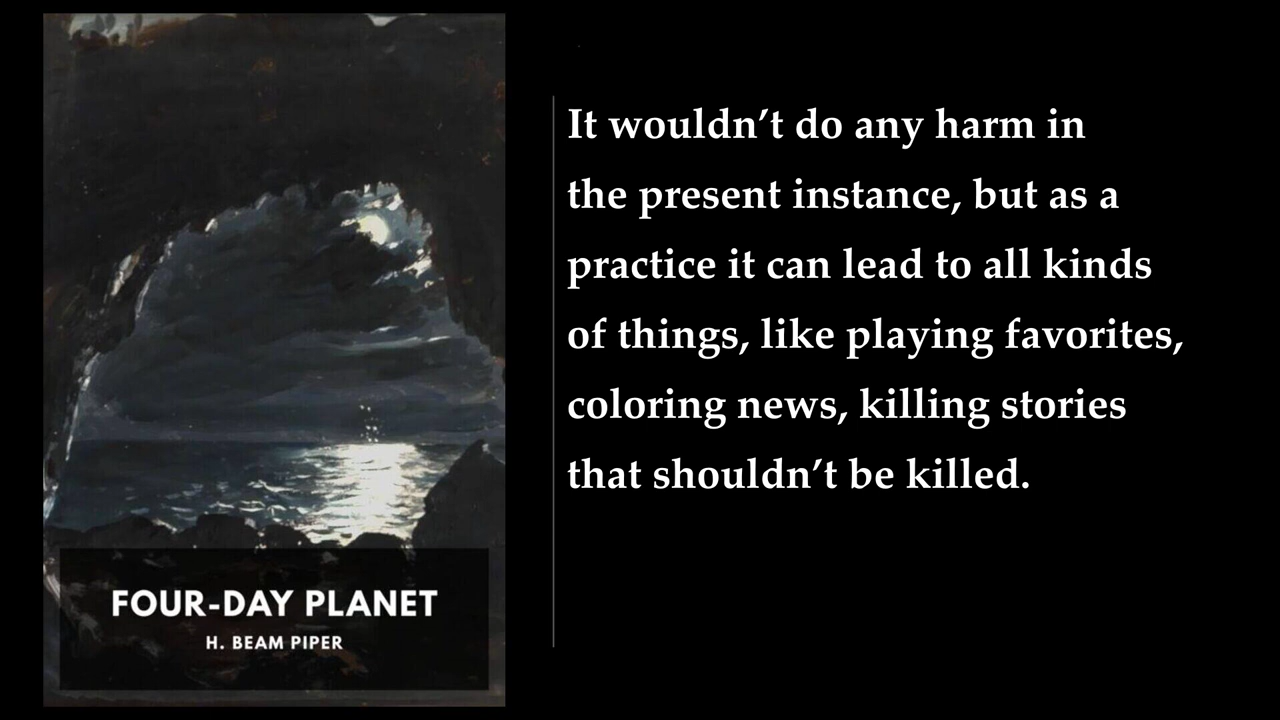 It wouldn’t do any harm in
the present instance, but as a
practice it can lead to all kinds
of things, like playing favorites,
coloring news, killing stories
that shouldn’t be killed.
FOUR-DAY PLANET
H. BEAM PIPER